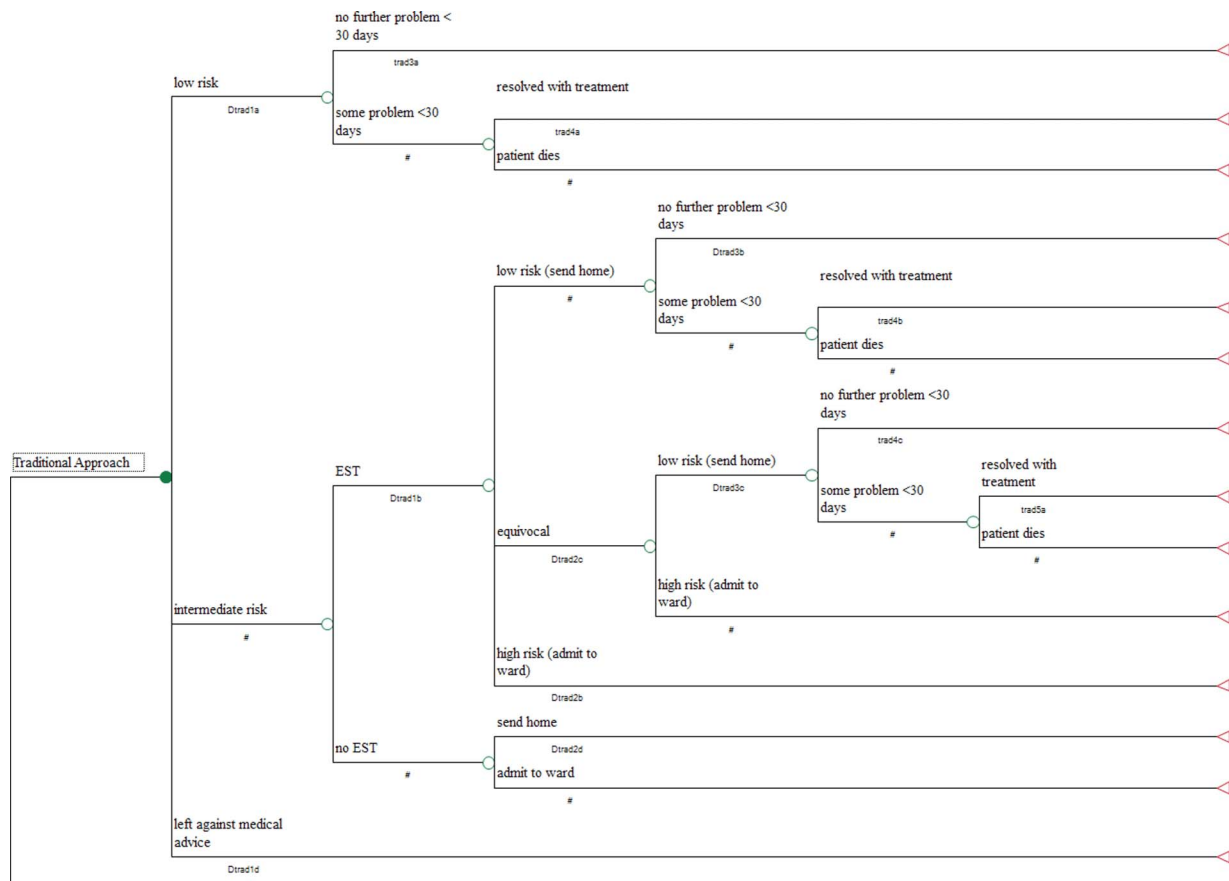 no further problem <
30 days
trad3a
low risk
Dtrad1a
resolved with treatment
some problem <30
days
trad4a
#
patient dies
#
no further problem <30
days
Dtrad3b
low risk (send home)
#
resolved with treatment
some problem <30
days
trad4b
#
patient dies
#
no further problem <30
days
trad4c
Traditional Approach
EST
Dtrad1b
low risk (send home)
Dtrad3c
resolved with
treatment
some problem <30
days
trad5a
#
patient dies
#
equivocal
Dtrad2c
high risk (admit to
ward)
#
intermediate risk
#
high risk (admit to
ward)
Dtrad2b
send home
Dtrad2d
no EST
#
admit to ward
#
left against medical
advice
Dtrad1d